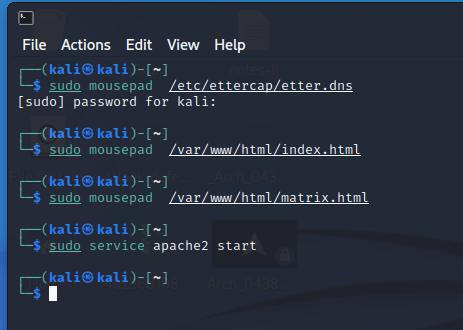 File Actions Edit View Help
┌──(kali㉿kali)-[~]
└─$ sudo mousepad /etc/ettercap/etter.dns
[sudo] password for kali:
┌──(kali㉿kali)-[~]
└─$ sudo mousepad /var/www/html/index.html
┌──(kali㉿kali)-[~]
└─$ sudo mousepad /var/www/html/matrix.html
┌──(kali㉿kali)-[~]
└─$ sudo service apache2 start
┌──(kali㉿kali)-[~]
└─$